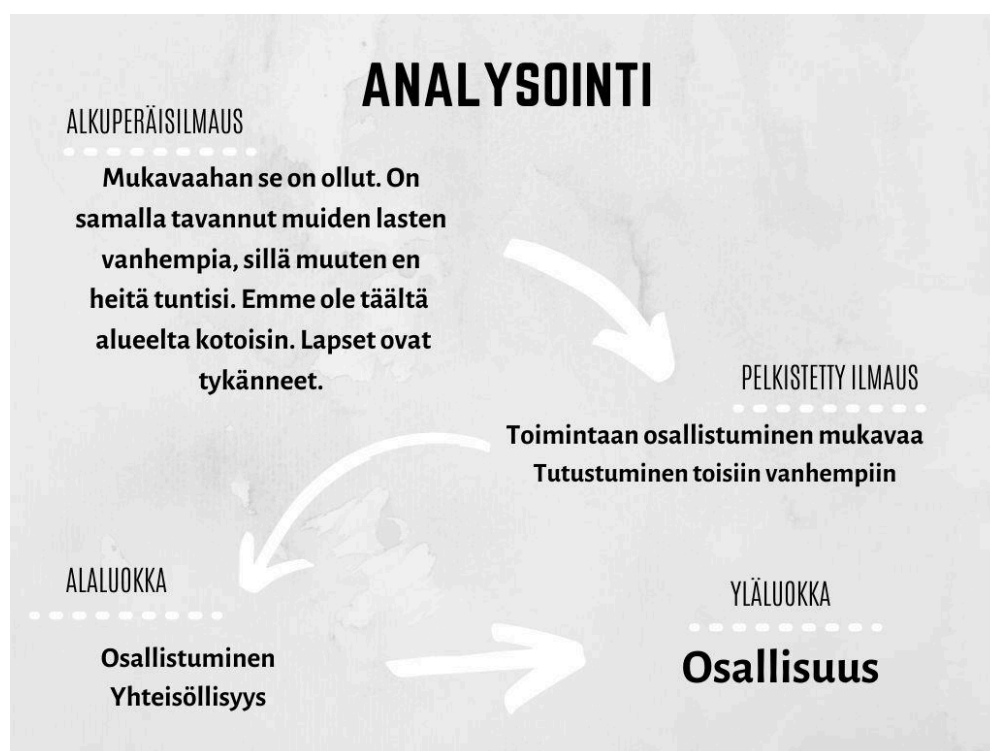 ANALYSOINTI
ALKUPERÄISILMAUS
Mukavaahan se on ollut. On
samalla tavannut muiden lasten
vanhempia, sillä muuten en
heitä tuntisi. Emme ole täältä
alueelta kotoisin. Lapset ovat
tykänneet.
PELKISTETTY ILMAUS
Toimintaan osallistuminen mukavaa
Tutustuminen toisiin vanhempiin
ALALUOKKA
Osallistuminen
Yhteisöllisyys
YLÄLUOKKA
Osallisuus